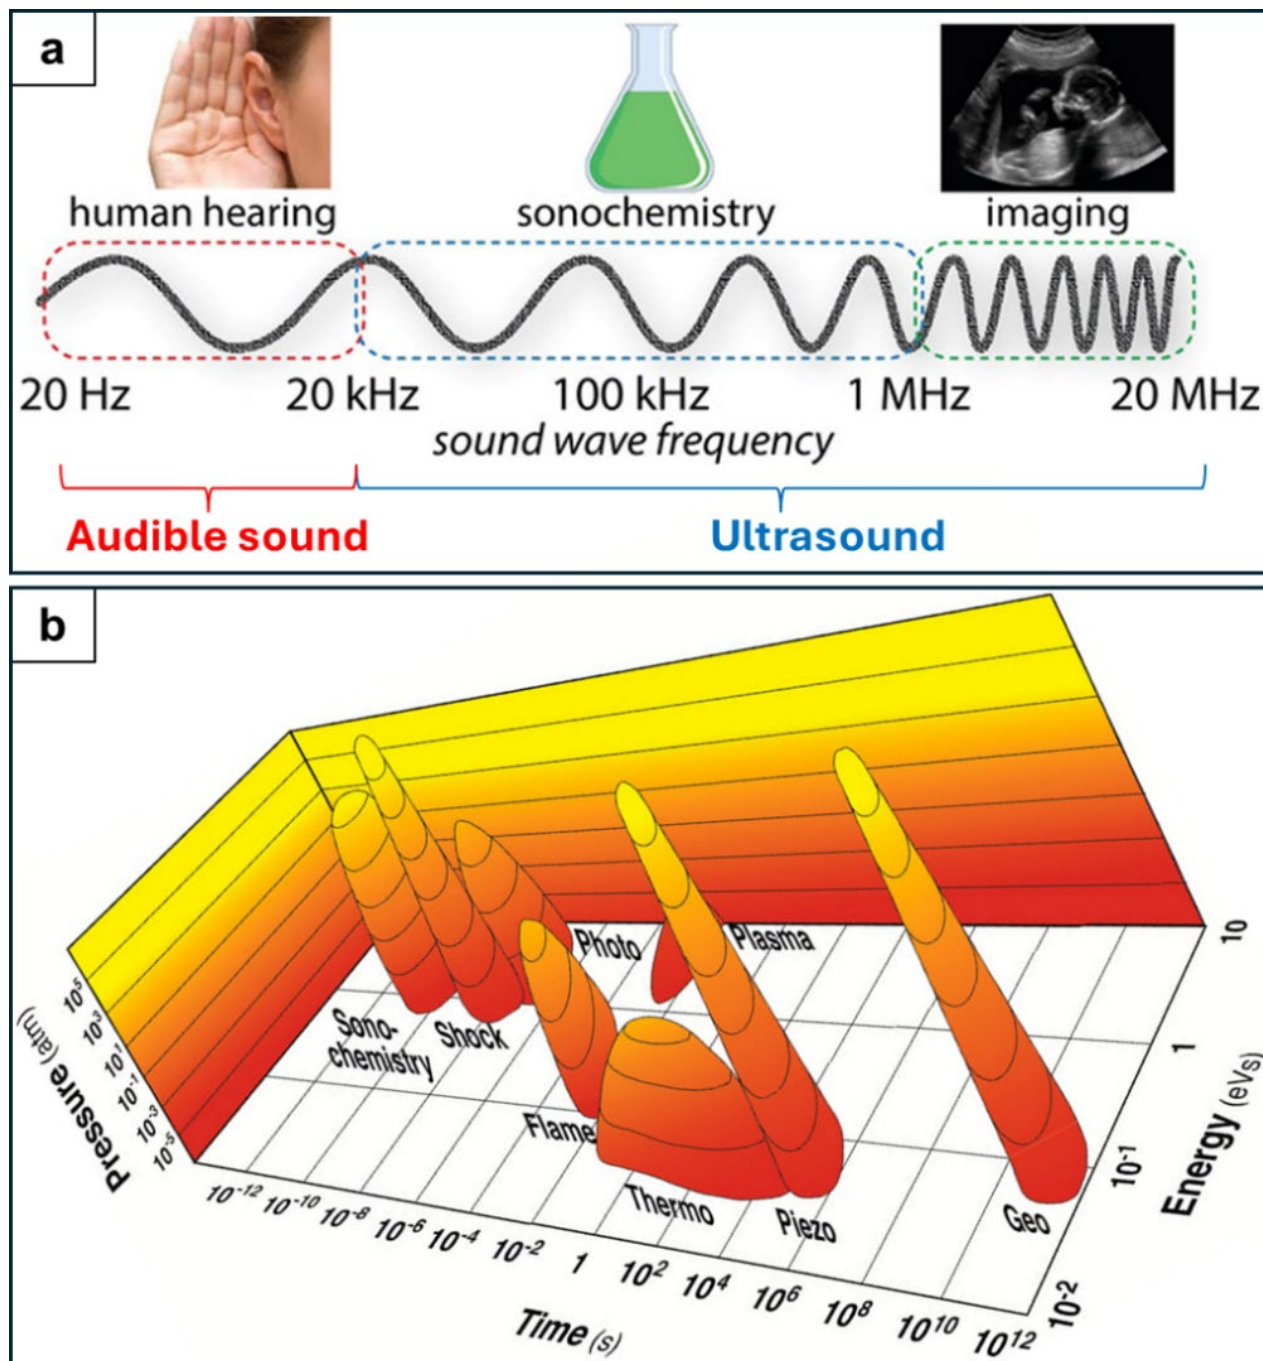 a
human hearing
sonochemistry
imaging
20 Hz
20 kHz
100 kHz
1 MHz
20 MHz
sound wave frequency
Audible sound
Ultrasound
b
Photo
Plasma
Sono-
chemistry
Shock
Flame
Thermo
Piezo
Geo
Pressure (atm)
10⁵
10³
10¹
10⁻¹
10⁻³
10⁻⁵
Energy (eVs)
10
1
10⁻¹
10⁻²
10⁻¹²
10⁻¹⁰
10⁻⁸
10⁻⁶
10⁻⁴
10⁻²
1
10²
10⁴
10⁶
10⁸
10¹⁰
10¹²
Time (s)